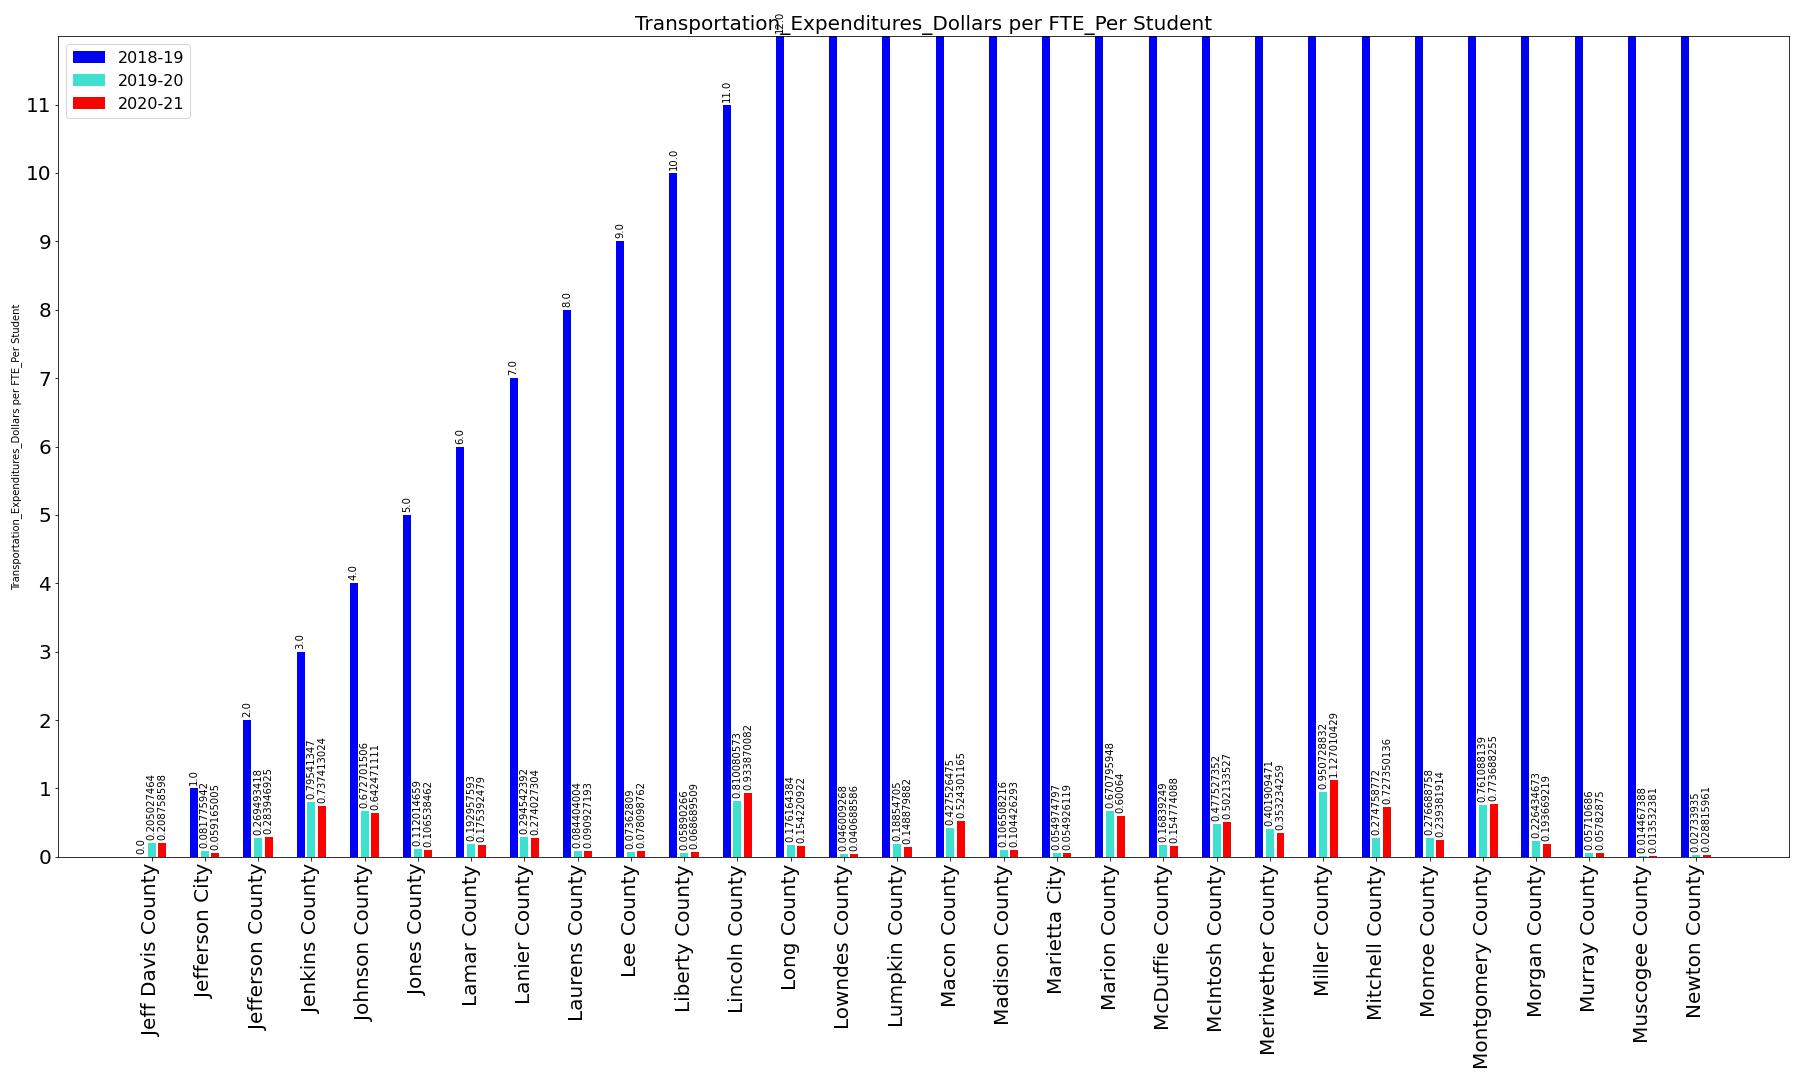 Transportation_Expenditures_Dollars per FTE_Per Student
2018-19
2019-20
2020-21
Transportation_Expenditures_Dollars per FTE_Per Student
11
10
9
8
7
6
5
4
3
2
1
0
0.0
0.205027464
0.208758598
1.0
0.081775942
0.059165005
2.0
0.269493418
0.283946925
3.0
0.795413347
0.737413024
4.0
0.672701506
0.642471111
5.0
0.112014659
0.106538462
6.0
0.192957593
0.175392479
7.0
0.294542392
0.274027304
8.0
0.084404004
0.090927193
9.0
0.07362809
0.078098762
10.0
0.05890266
0.068689509
11.0
0.810080573
0.933870082
12.0
0.176164384
0.154220922
0.046009268
0.040688586
0.18854705
0.148879882
0.427526475
0.524301165
0.106508216
0.104426293
0.054974797
0.054926119
0.670795948
0.60064
0.16839249
0.154774088
0.477527352
0.502133527
0.401909471
0.353234259
0.950728832
1.127010429
0.274758772
0.727350136
0.276688758
0.239381914
0.761088139
0.773688255
0.226434673
0.193669219
0.05710686
0.05782875
0.014467388
0.013532381
0.027339935
0.028815961
Jeff Davis County
Jefferson City
Jefferson County
Jenkins County
Johnson County
Jones County
Lamar County
Lanier County
Laurens County
Lee County
Liberty County
Lincoln County
Long County
Lowndes County
Lumpkin County
Macon County
Madison County
Marietta City
Marion County
McDuffie County
McIntosh County
Meriwether County
Miller County
Mitchell County
Monroe County
Montgomery County
Morgan County
Murray County
Muscogee County
Newton County